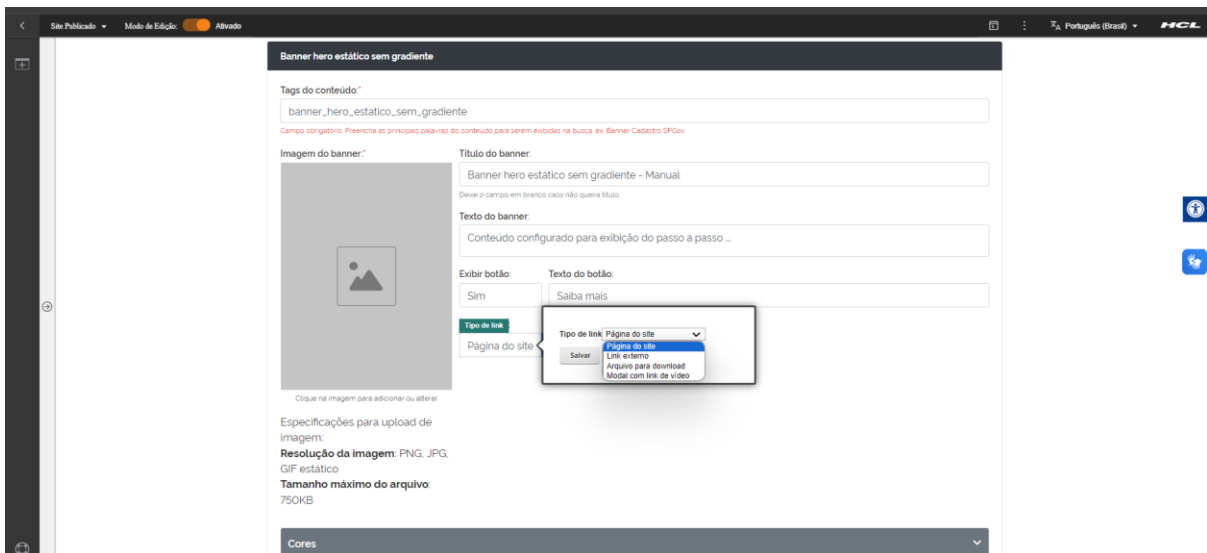 Site Publicado
Modo de Edição:
Ativado
Português (Brasil)
HCL
Banner hero estático sem gradiente
Tags do conteúdo:*
banner_hero_estatico_sem_gradiente
Campo obrigatório. Preencha as principais palavras do conteúdo para serem exibidas na busca. ex. Banner Cadastro SPGov
Imagem do banner:*
Título do banner:
Banner hero estático sem gradiente - Manual
Deixe o campo em branco caso não queira título.
Texto do banner:
Conteúdo configurado para exibição do passo a passo ...
Exibir botão:
Texto do botão:
Sim
Saiba mais
Tipo de link
Página do site
Tipo de link
Página do site
Página do site
Link externo
Arquivo para download
Modal com link de vídeo
Salvar
Clique na imagem para adicionar ou alterar
Especificações para upload de
imagem:
Resolução da imagem: PNG, JPG,
GIF estático
Tamanho máximo do arquivo:
750KB
Cores